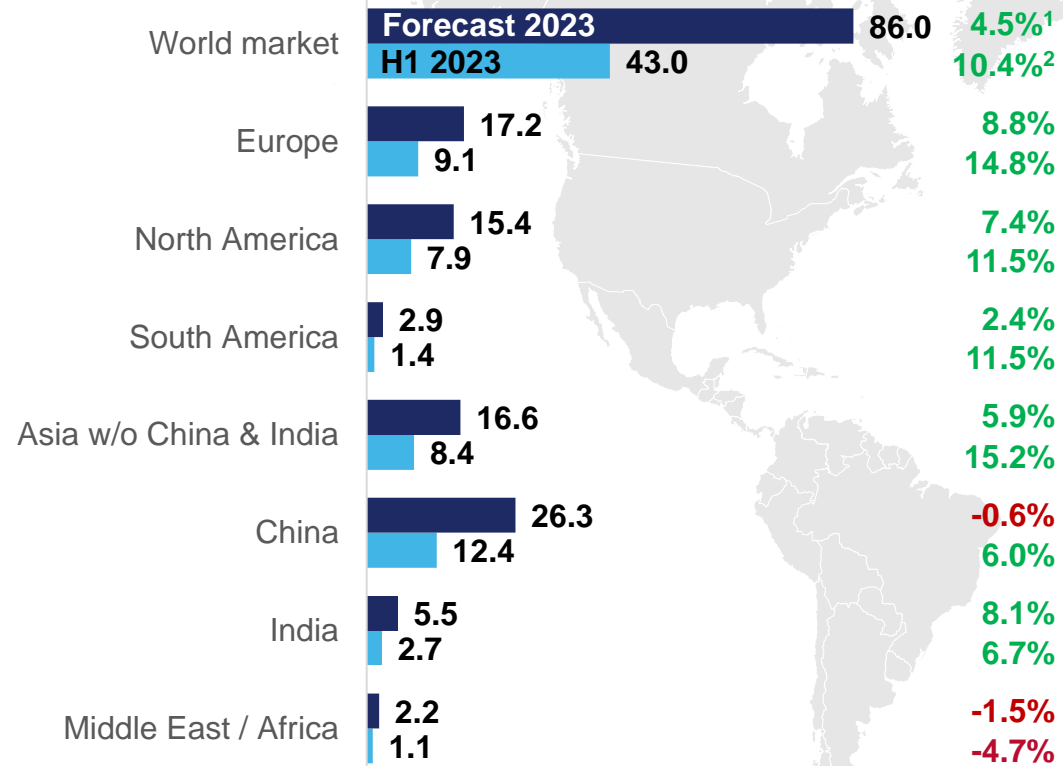 World market Forecast 2023 86.0 4.5%¹
H1 2023 43.0 10.4%²
Europe 17.2 8.8%
9.1 14.8%
North America 15.4 7.4%
7.9 11.5%
South America 2.9 2.4%
1.4 11.5%
Asia w/o China & India 16.6 5.9%
8.4 15.2%
China 26.3 -0.6%
12.4 6.0%
India 5.5 8.1%
2.7 6.7%
Middle East / Africa 2.2 -1.5%
1.1 -4.7%